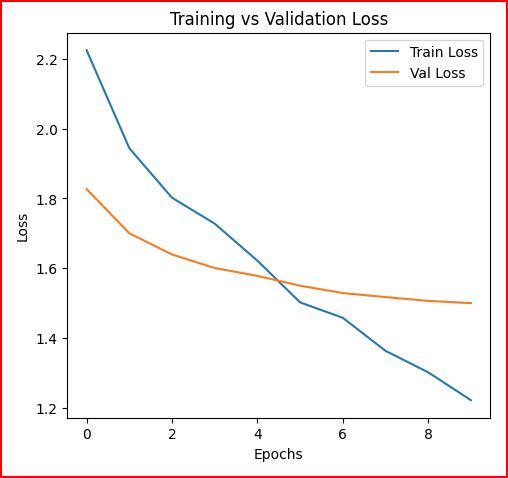 Training vs Validation Loss
Train Loss
Val Loss
2.2
2.0
1.8
1.6
1.4
1.2
Loss
0 2 4 6 8
Epochs